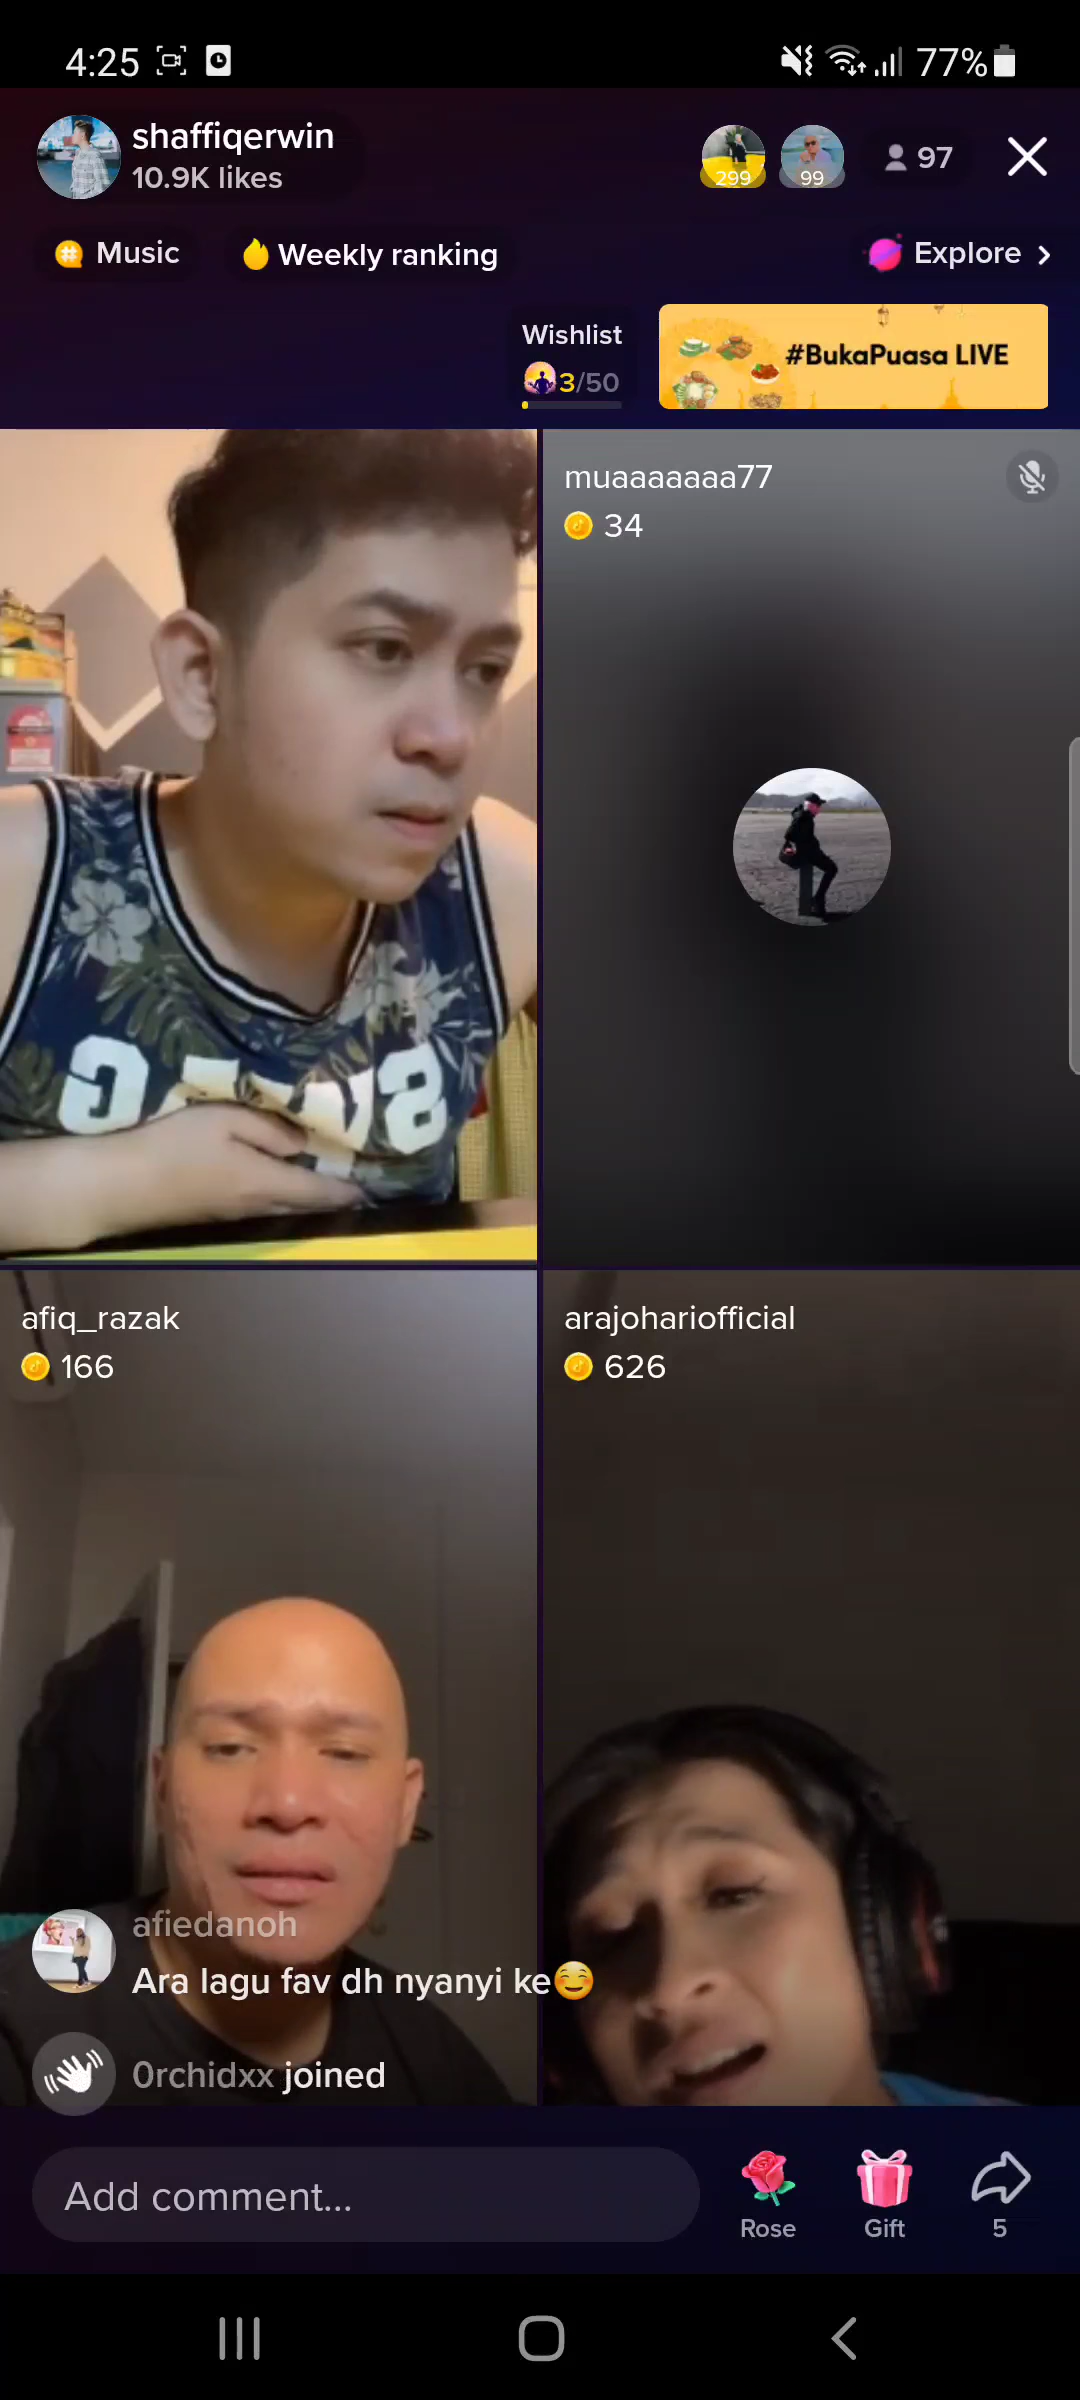 4:25
77%
shaffiqerwin
10.9K likes
299
99
97
Music
Weekly ranking
Explore
Wishlist
3/50
#BukaPuasa LIVE
muaaaaaaa77
34
afiq_razak
166
arajohariofficial
626
afiedanoh
Ara lagu fav dh nyanyi ke☺️
0rchidxx joined
Add comment...
Rose
Gift
5